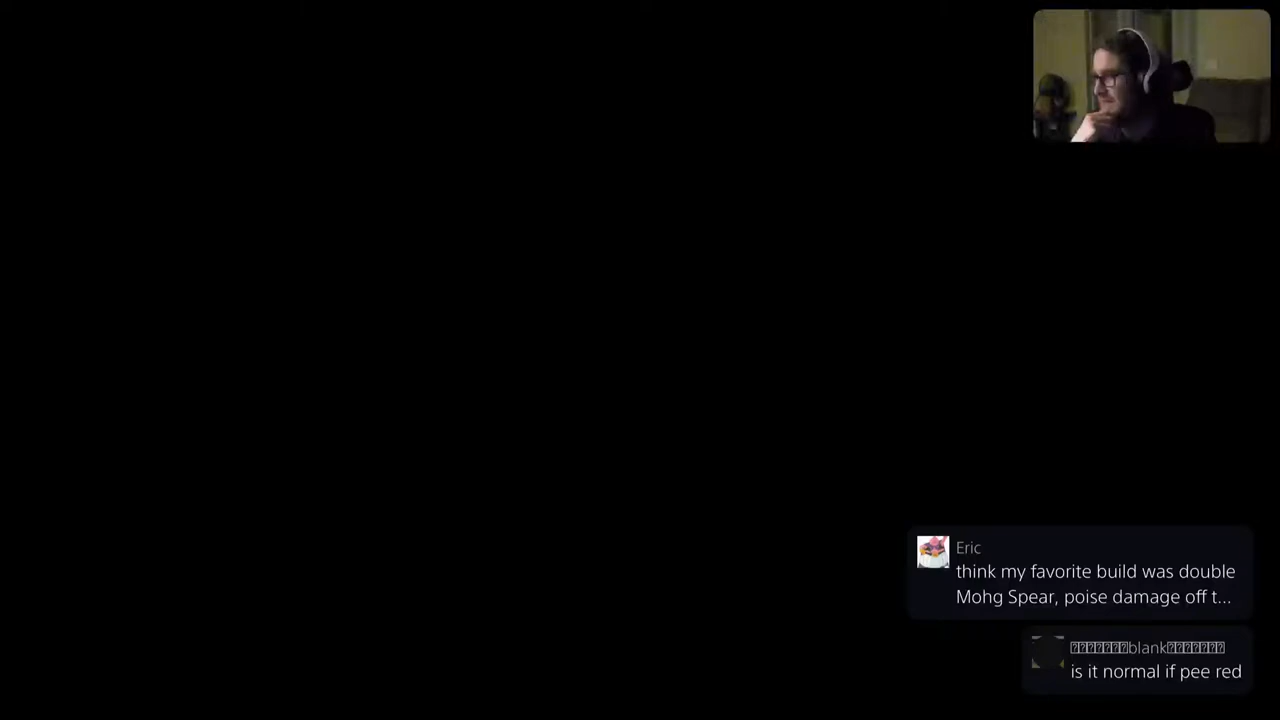 Eric
think my favorite build was double
Mohg Spear, poise damage off t...
blank
is it normal if pee red